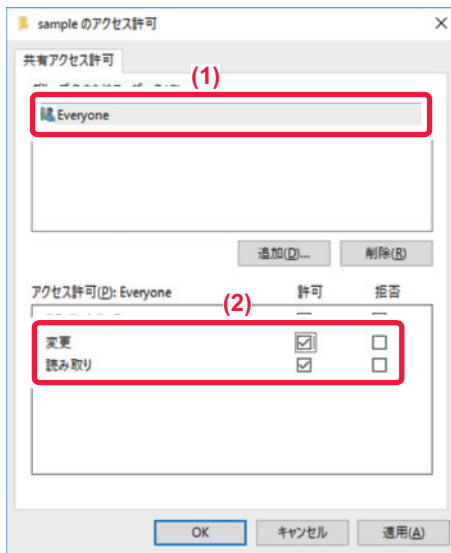 sample のアクセス許可
共有アクセス許可
(1)
Everyone
追加(D)... 削除(R)
アクセス許可(P): Everyone 許可 拒否
(2)
変更
読み取り
OK キャンセル 適用(A)